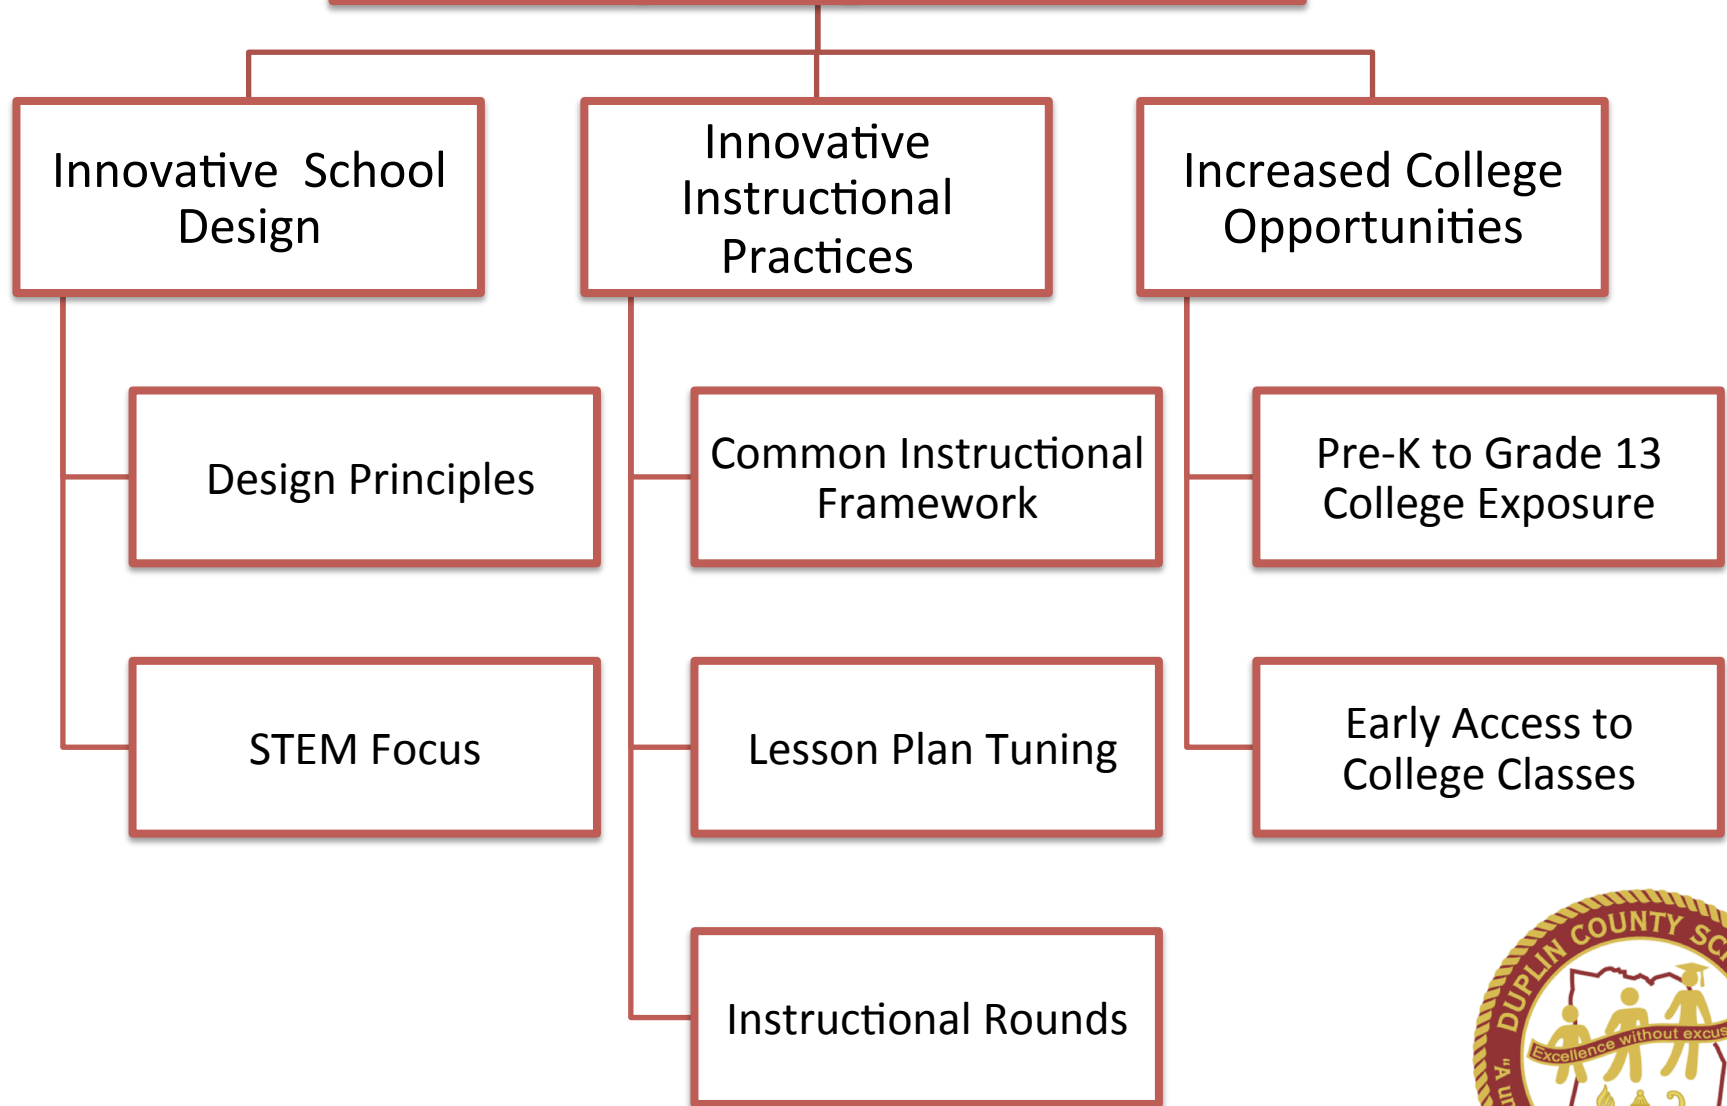 Innovative School
Design
Innovative
Instructional
Practices
Increased College
Opportunities
Design Principles
Common Instructional
Framework
Pre-K to Grade 13
College Exposure
STEM Focus
Lesson Plan Tuning
Early Access to
College Classes
Instructional Rounds
DUPLIN COUNTY
Excellence without
"A